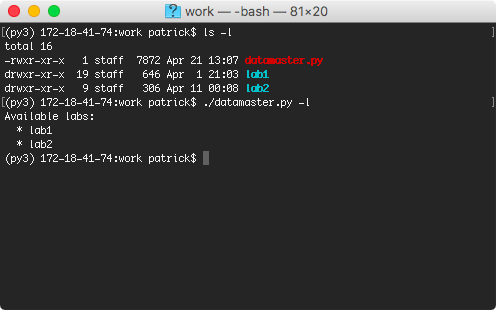 work — -bash — 81×20
[(py3) 172-18-41-74:work patrick$ ls -l ]
total 16
-rwxr-xr-x   1 staff  7872 Apr 21 13:07 datamaster.py
drwxr-xr-x  19 staff   646 Apr  1 21:03 lab1
drwxr-xr-x   9 staff   306 Apr 11 00:08 lab2
[(py3) 172-18-41-74:work patrick$ ./datamaster.py -l ]
Available labs:
  * lab1
  * lab2
(py3) 172-18-41-74:work patrick$